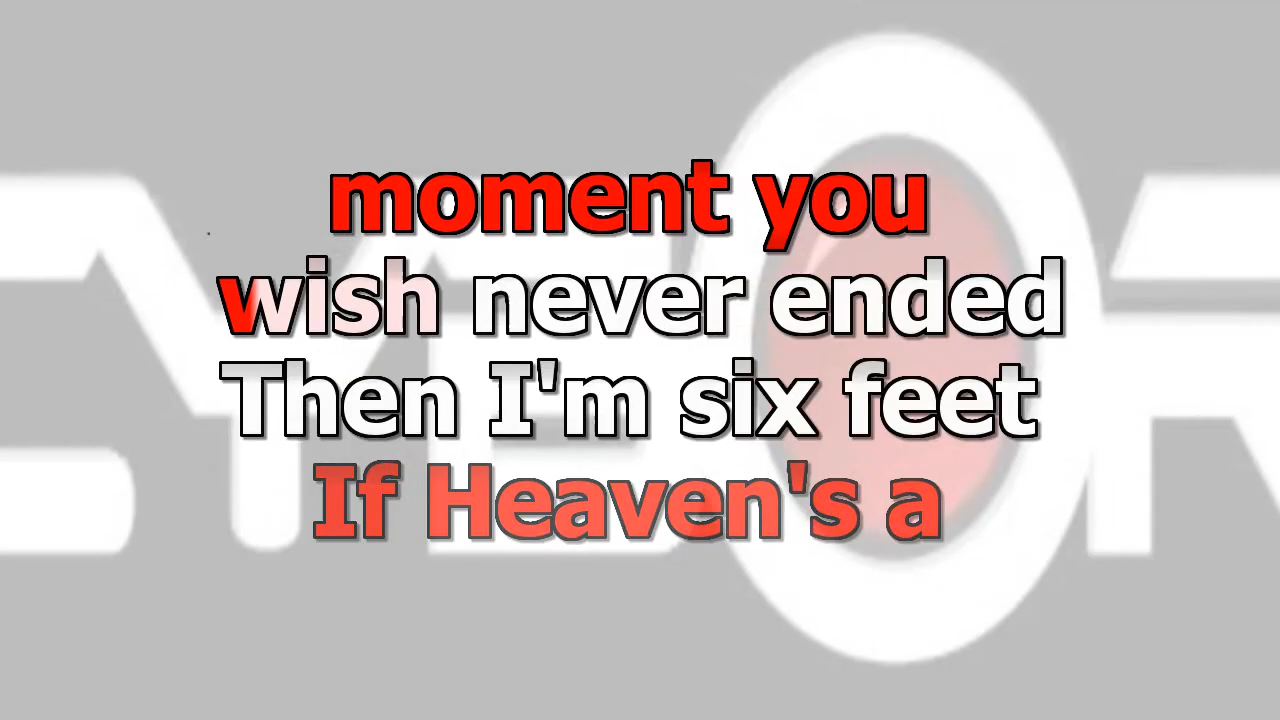 moment you
wish never ended
Then I'm six feet
If Heaven's a